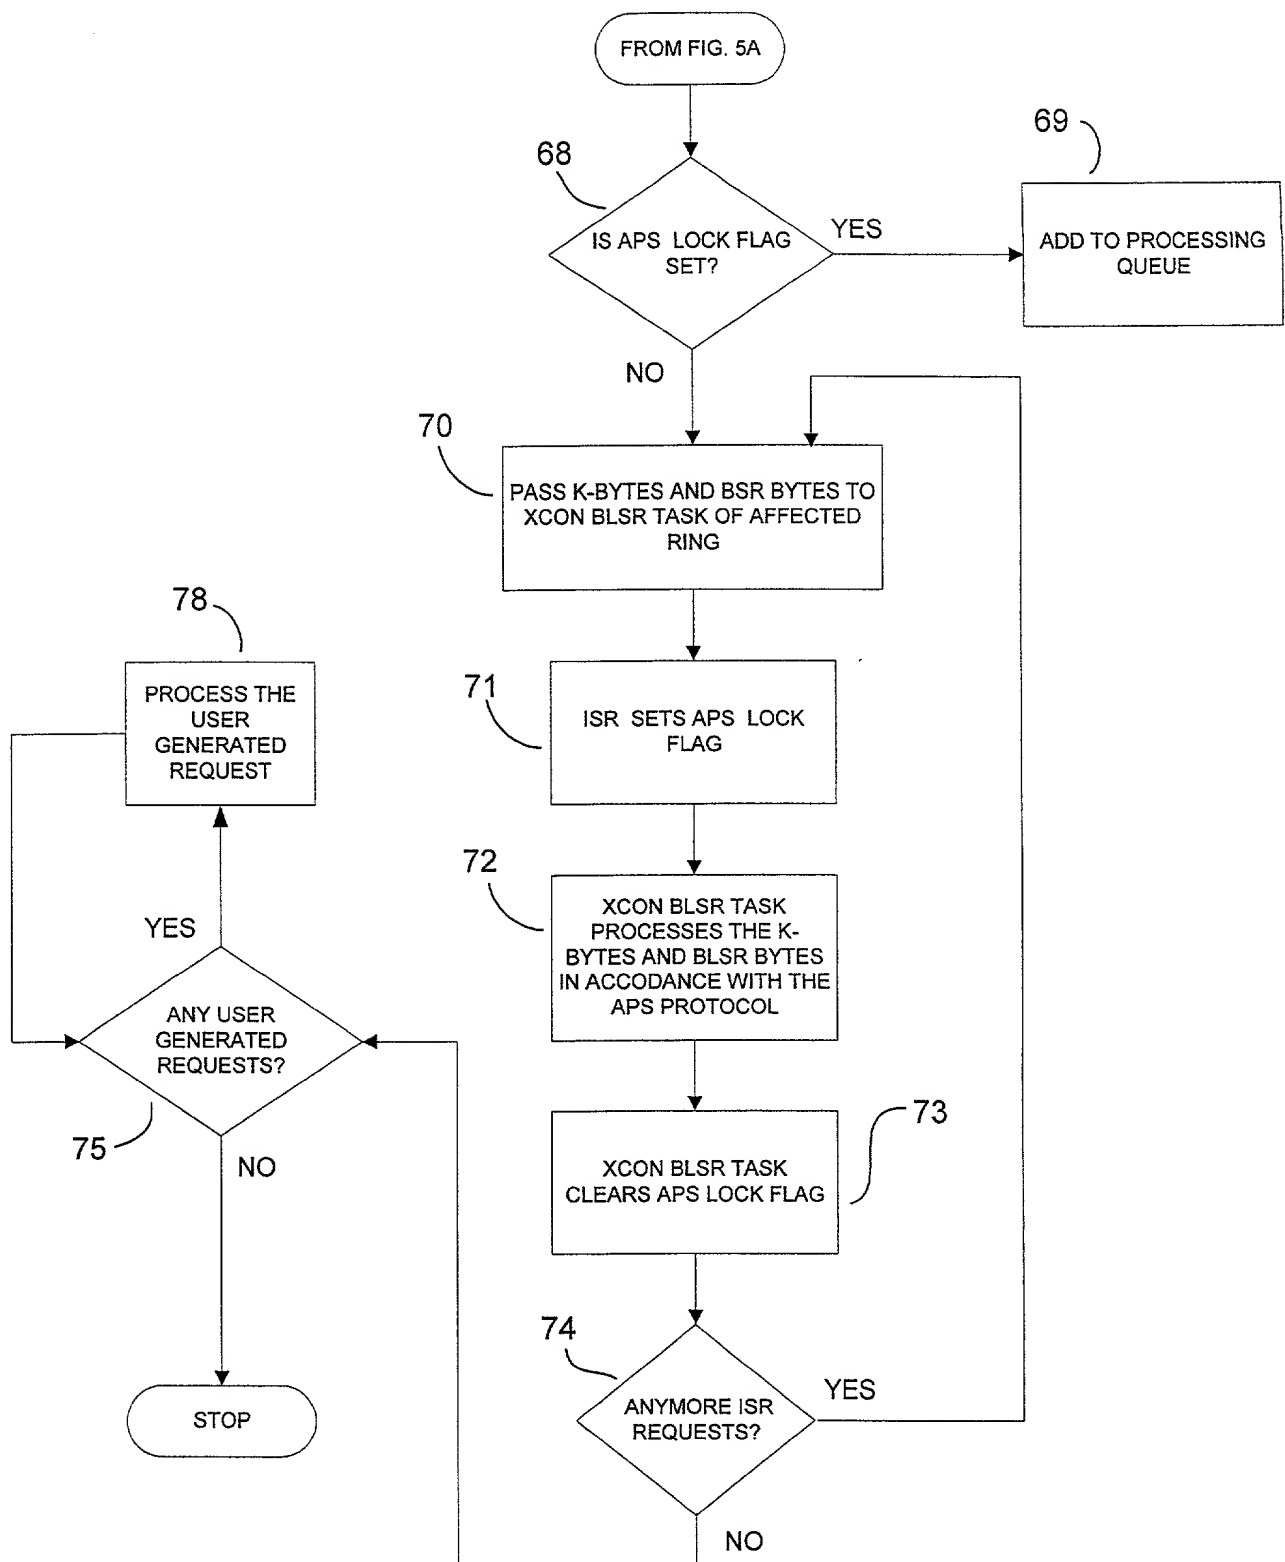 FROM FIG. 5A
69
68
IS APS LOCK FLAG
SET?
YES
ADD TO PROCESSING
QUEUE
NO
70
PASS K-BYTES AND BSR BYTES TO
XCON BLSR TASK OF AFFECTED
RING
78
PROCESS THE
USER
GENERATED
REQUEST
71
ISR SETS APS LOCK
FLAG
72
XCON BLSR TASK
PROCESSES THE K-
BYTES AND BLSR BYTES
IN ACCODANCE WITH THE
APS PROTOCOL
YES
ANY USER
GENERATED
REQUESTS?
75
NO
73
XCON BLSR TASK
CLEARS APS LOCK FLAG
74
ANYMORE ISR
REQUESTS?
YES
STOP
NO